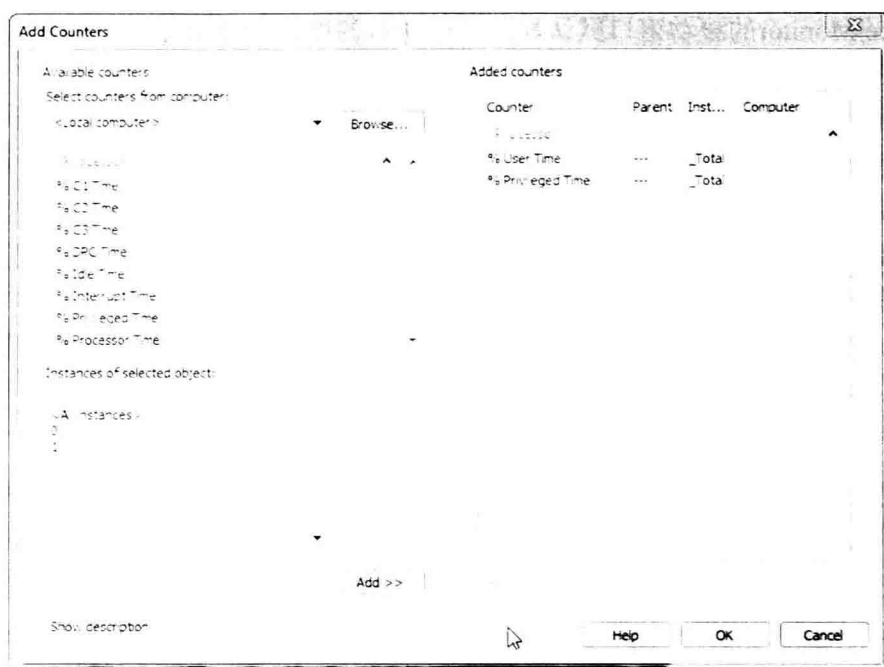 Add Counters
Available counters
Select counters from computer:
<Local computer>
Browse...
% C1 Time
% C2 Time
% C3 Time
% DPC Time
% Idle Time
% Interrupt Time
% Privileged Time
% Processor Time
Instances of selected object:
<All instances>
0
1
Add >>
Show description
Added counters
Counter Parent Inst... Computer
% User Time --- _Total
% Privileged Time --- _Total
Help
OK
Cancel